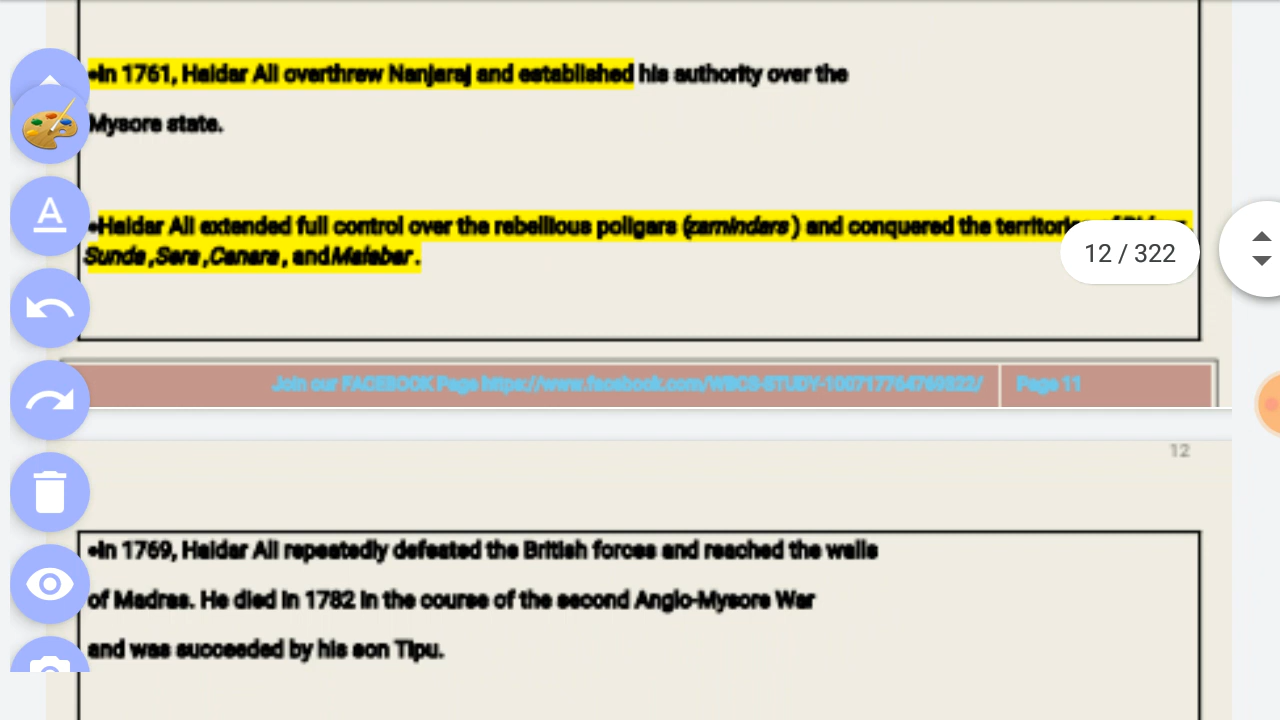 •In 1761, Haidar Ali overthrew Nanjaraj and established his authority over the
Mysore state.
•Haidar Ali extended full control over the rebellious poligars (zamindars) and conquered the
Sunda, Sera, Canara, and Malabar.
12 / 322
Join our FACEBOOK Page https://www.facebook.com/WBCS-STUDY-100717764769822/ Page 11
12
•In 1769, Haidar Ali repeatedly defeated the British forces and reached the walls
of Madras. He died in 1782 in the course of the second Anglo-Mysore War
and was succeeded by his son Tipu.